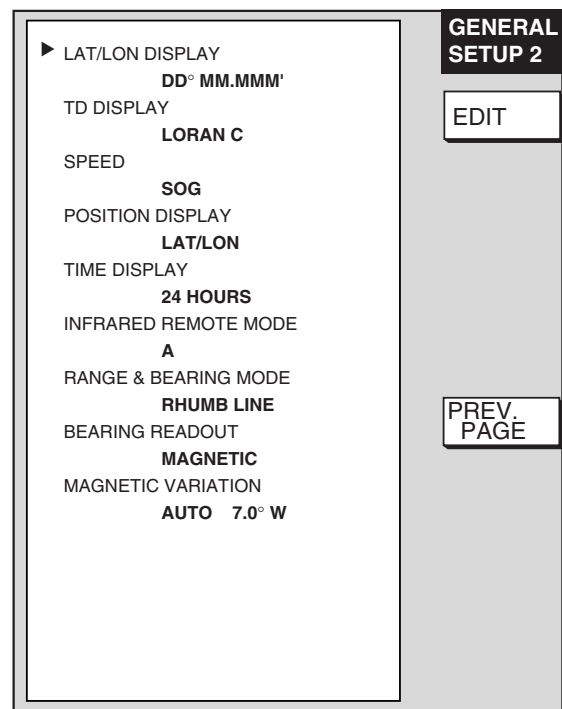 LAT/LON DISPLAY
DD° MM.MMM'
TD DISPLAY
LORAN C
SPEED
SOG
POSITION DISPLAY
LAT/LON
TIME DISPLAY
24 HOURS
INFRARED REMOTE MODE
A
RANGE & BEARING MODE
RHUMB LINE
BEARING READOUT
MAGNETIC
MAGNETIC VARIATION
AUTO 7.0° W
GENERAL
SETUP 2
EDIT
PREV.
PAGE